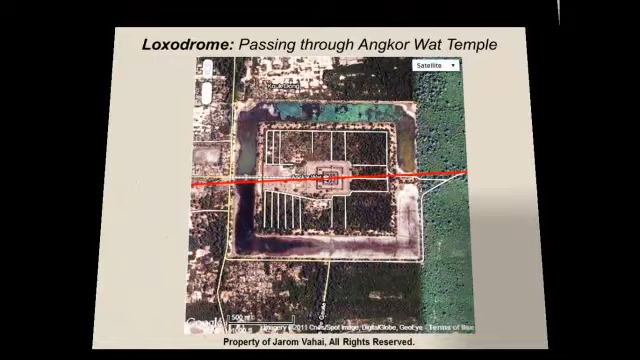 Loxodrome: Passing through Angkor Wat Temple
Satellite
500 m
Google
Imagery ©2011 Cnes/Spot Image, DigitalGlobe, GeoEye - Terms of Use
Property of Jarom Vahai, All Rights Reserved.